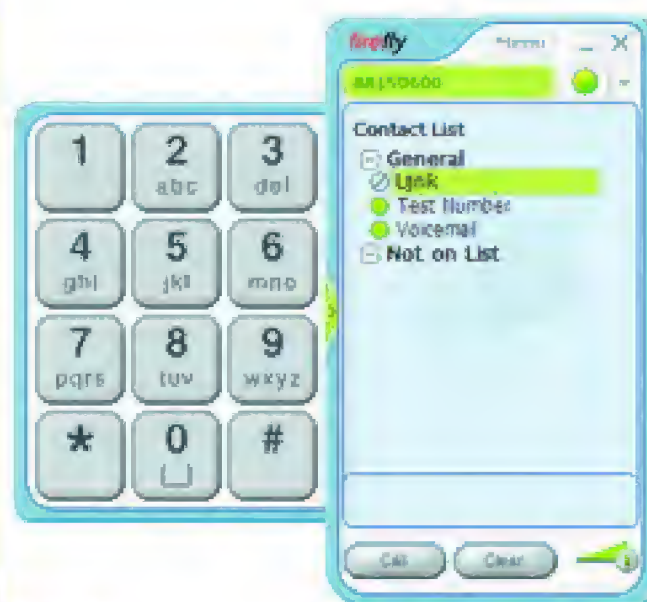 firefly Menu
Contact List
General
Link
Test Number
Voicemail
Not on List
1 2 3
abc def
4 5 6
ghi jkl mno
7 8 9
pqrs tuv wxyz
* 0 #
Call Clear